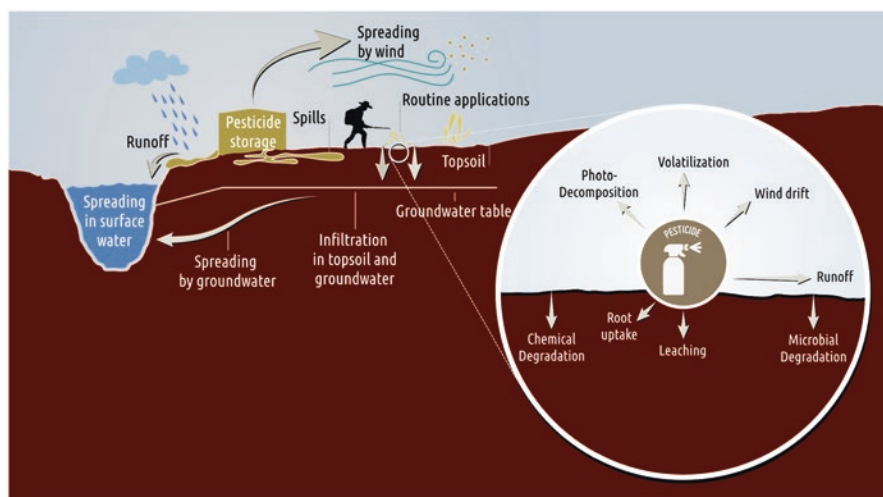 Spreading
by wind
Routine applications
Spills
Pesticide
storage
Runoff
Topsoil
Spreading
in surface
water
Groundwater table
Infiltration
in topsoil and
groundwater
Spreading
by groundwater
Volatilization
Photo-
Decomposition
Wind drift
PESTICIDE
Runoff
Root
uptake
Chemical
Degradation
Leaching
Microbial
Degradation